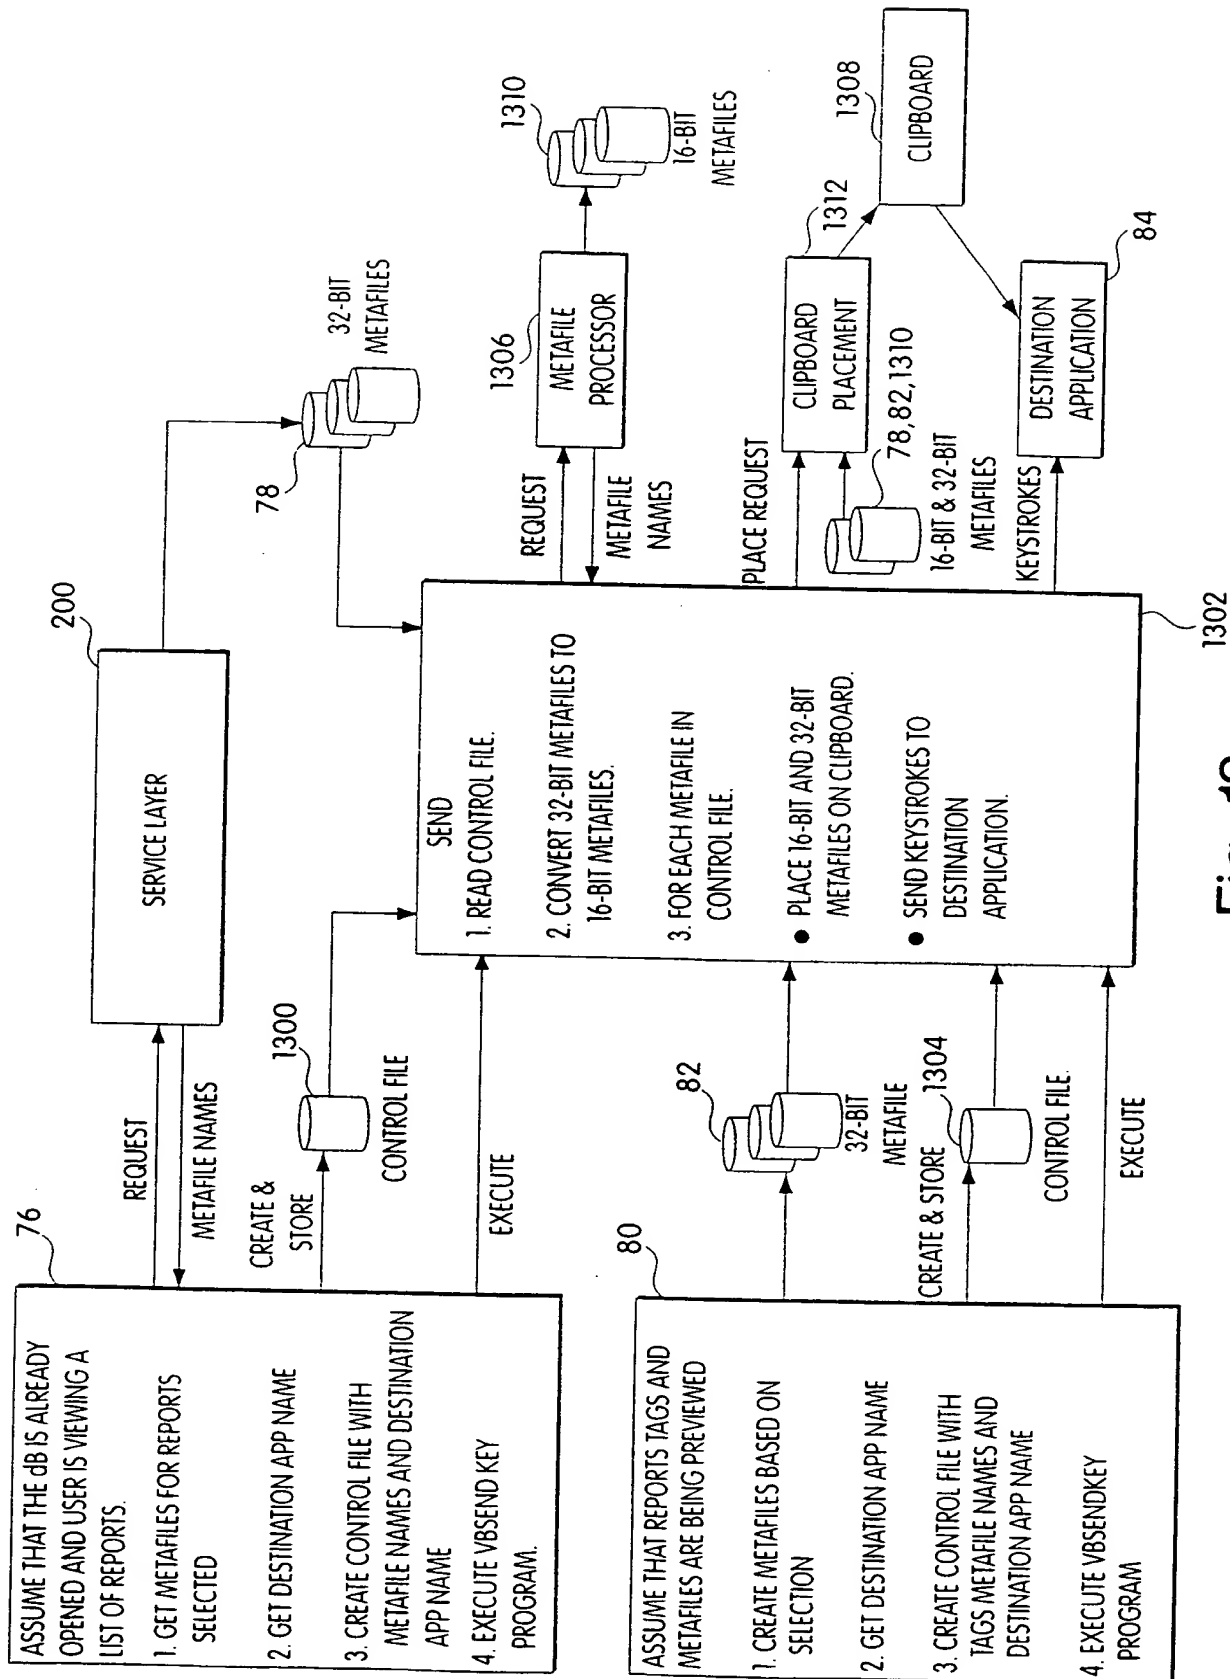 76
ASSUME THAT THE dB IS ALREADY
OPENED AND USER IS VIEWING A
LIST OF REPORTS.
1. GET METAFILES FOR REPORTS
SELECTED
2. GET DESTINATION APP NAME
3. CREATE CONTROL FILE WITH
METAFILE NAMES AND DESTINATION
APP NAME
4. EXECUTE VBSEND KEY
PROGRAM.
REQUEST
METAFILE NAMES
CREATE &
STORE
1300
CONTROL FILE
EXECUTE
200
SERVICE LAYER
78
32-BIT
METAFILES
80
ASSUME THAT REPORTS TAGS AND
METAFILES ARE BEING PREVIEWED
1. CREATE METAFILES BASED ON
SELECTION
2. GET DESTINATION APP NAME
3. CREATE CONTROL FILE WITH
TAGS METAFILE NAMES AND
DESTINATION APP NAME
4. EXECUTE VBSENDKEY
PROGRAM
82
32-BIT
METAFILE
CREATE & STORE
1304
CONTROL FILE.
EXECUTE
SEND
1. READ CONTROL FILE.
2. CONVERT 32-BIT METAFILES TO
16-BIT METAFILES.
3. FOR EACH METAFILE IN
CONTROL FILE.
● PLACE 16-BIT AND 32-BIT
METAFILES ON CLIPBOARD.
● SEND KEYSTROKES TO
DESTINATION
APPLICATION.
1302
REQUEST
METAFILE
NAMES
1306
METAFILE
PROCESSOR
1310
16-BIT
METAFILES
PLACE REQUEST
78,82,1310
16-BIT & 32-BIT
METAFILES
KEYSTROKES
1312
CLIPBOARD
PLACEMENT
1308
CLIPBOARD
84
DESTINATION
APPLICATION